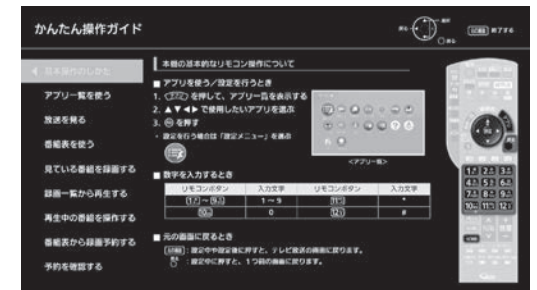 かんたん操作ガイド
戻る
選択
決定
終了する
基本操作のしかた
アプリ一覧を使う
放送を見る
番組表を使う
見ている番組を録画する
録画一覧から再生する
再生中の番組を操作する
番組表から録画予約する
予約を確認する
本機の基本的なリモコン操作について
■ アプリを使う／設定を行うとき
を押して、アプリ一覧を表示する
2. ▲▼◀▶で使用したいアプリを選ぶ
を押す
・設定を行う場合は「設定メニュー」を選ぶ
<アプリ一覧>
■ 数字を入力するとき
リモコンボタン 入力文字 リモコンボタン 入力文字
1 ～ 9 1～9 11 *
10 0 12 #
■ 元の画面に戻るとき
：設定中や設定後に押すと、テレビ放送の画面に戻ります。
：設定中に押すと、1つ前の画面に戻ります。